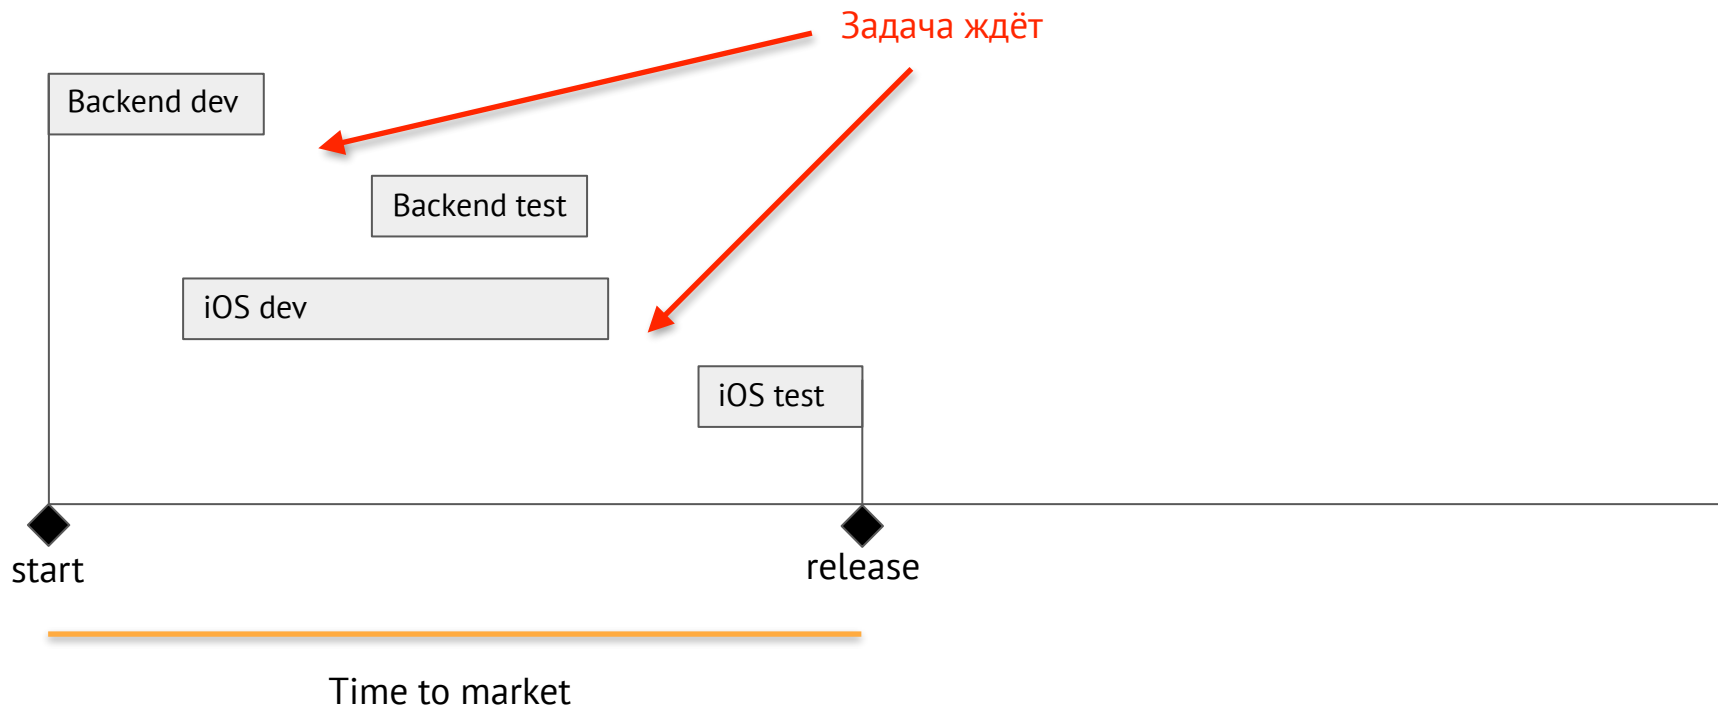 Задача ждёт
Backend dev
Backend test
iOS dev
iOS test
start
release
Time to market